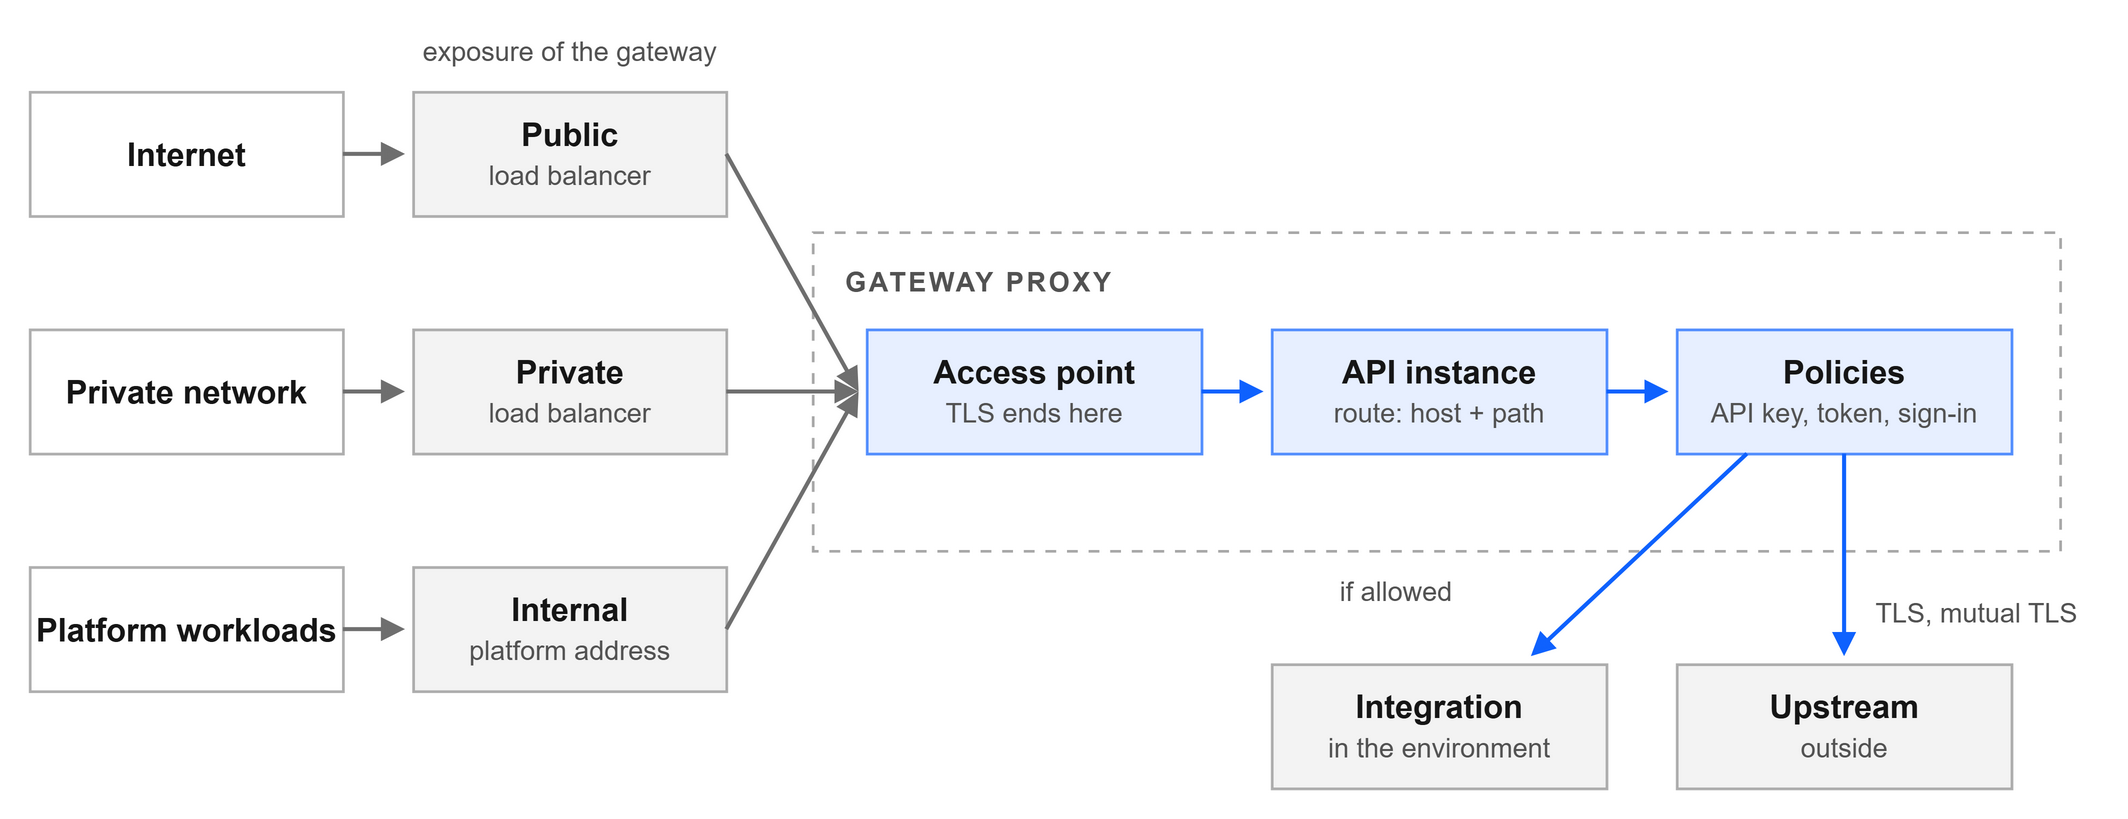 exposure of the gateway
Internet
Public
load balancer
GATEWAY PROXY
Private network
Private
load balancer
Access point
TLS ends here
API instance
route: host + path
Policies
API key, token, sign-in
Platform workloads
Internal
platform address
if allowed
TLS, mutual TLS
Integration
in the environment
Upstream
outside